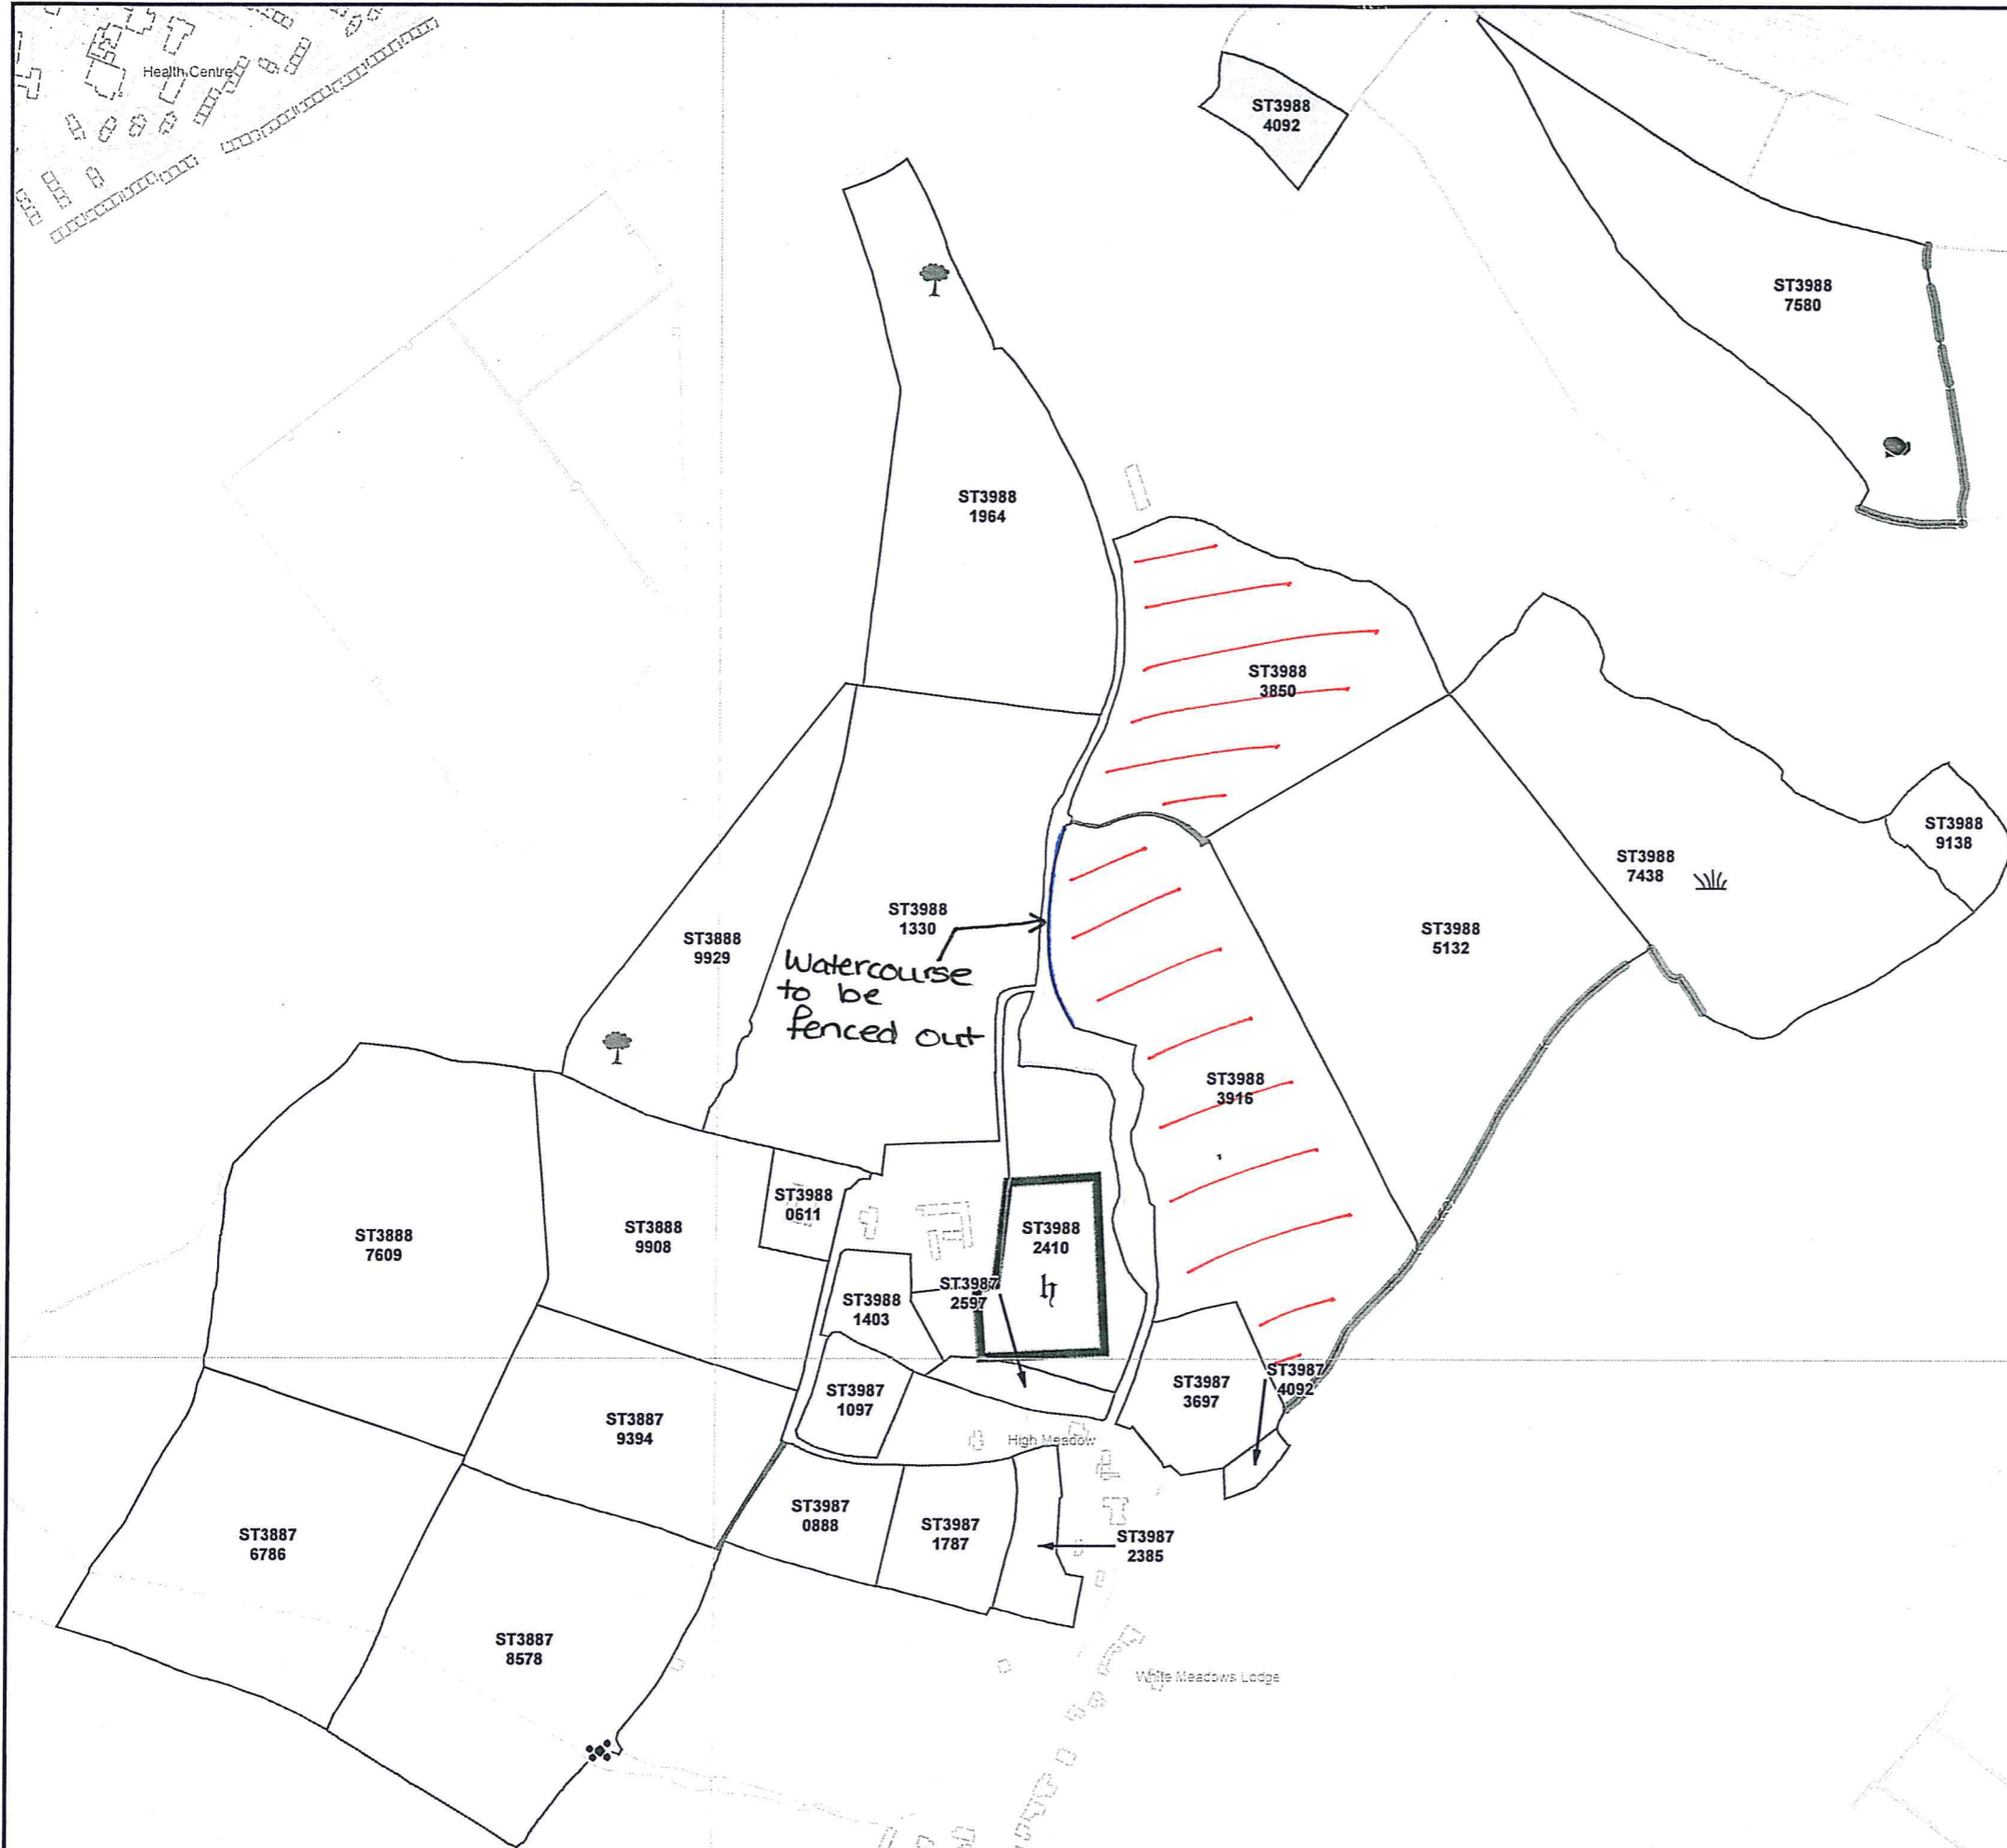 Health Centre
ST3988
4092
ST3988
7580
ST3988
1964
ST3988
3850
ST3988
9138
ST3988
7438
ST3988
1330
ST3988
5132
ST3888
9929
Watercourse
to be
fenced out
ST3988
3916
ST3988
0611
ST3888
7609
ST3888
9908
ST3988
2410
ST3987
2597
ST3988
1403
ST3987
4092
ST3987
3697
ST3987
1097
ST3887
9394
High Meadow
ST3987
0888
ST3987
1787
ST3987
2385
ST3887
6786
ST3887
8578
White Meadows Lodge